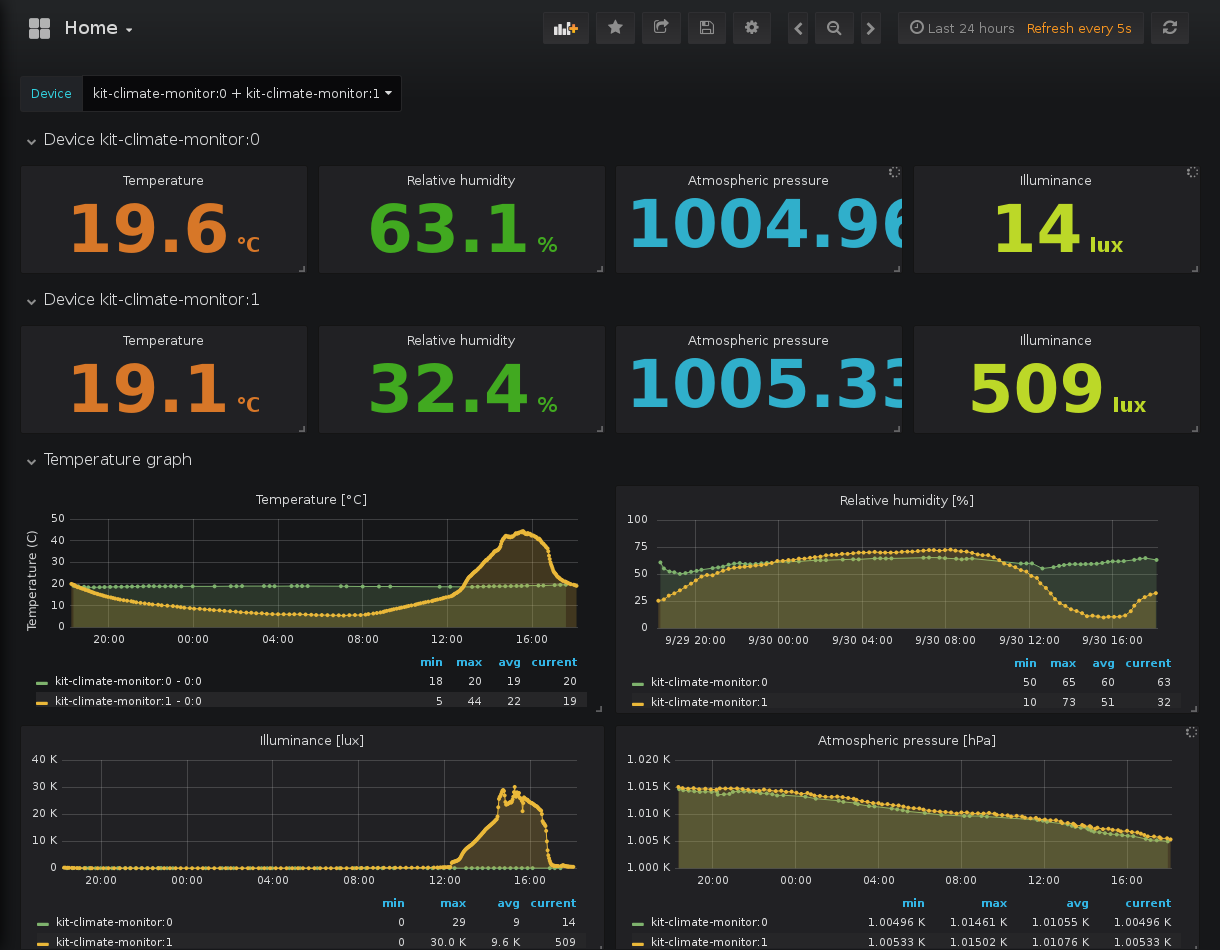 Home
Last 24 hours Refresh every 5s
Device kit-climate-monitor:0 + kit-climate-monitor:1
Device kit-climate-monitor:0
Temperature Relative humidity Atmospheric pressure Illuminance
19.6 °C 63.1 % 1004.96 14 lux
Device kit-climate-monitor:1
Temperature Relative humidity Atmospheric pressure Illuminance
19.1 °C 32.4 % 1005.33 509 lux
Temperature graph
Temperature [°C]
Temperature (C)
50
40
30
20
10
0
20:00 00:00 04:00 08:00 12:00 16:00
min max avg current
kit-climate-monitor:0 - 0:0 18 20 19 20
kit-climate-monitor:1 - 0:0 5 44 22 19
Relative humidity [%]
100
75
50
25
0
9/29 20:00 9/30 00:00 9/30 04:00 9/30 08:00 9/30 12:00 9/30 16:00
min max avg current
kit-climate-monitor:0 50 65 60 63
kit-climate-monitor:1 10 73 51 32
Illuminance [lux]
40 K
30 K
20 K
10 K
0
20:00 00:00 04:00 08:00 12:00 16:00
min max avg current
kit-climate-monitor:0 0 29 9 14
kit-climate-monitor:1 0 30.0 K 9.6 K 509
Atmospheric pressure [hPa]
1.020 K
1.015 K
1.010 K
1.005 K
1.000 K
20:00 00:00 04:00 08:00 12:00 16:00
min max avg current
kit-climate-monitor:0 1.00496 K 1.01461 K 1.01055 K 1.00496 K
kit-climate-monitor:1 1.00533 K 1.01502 K 1.01076 K 1.00533 K